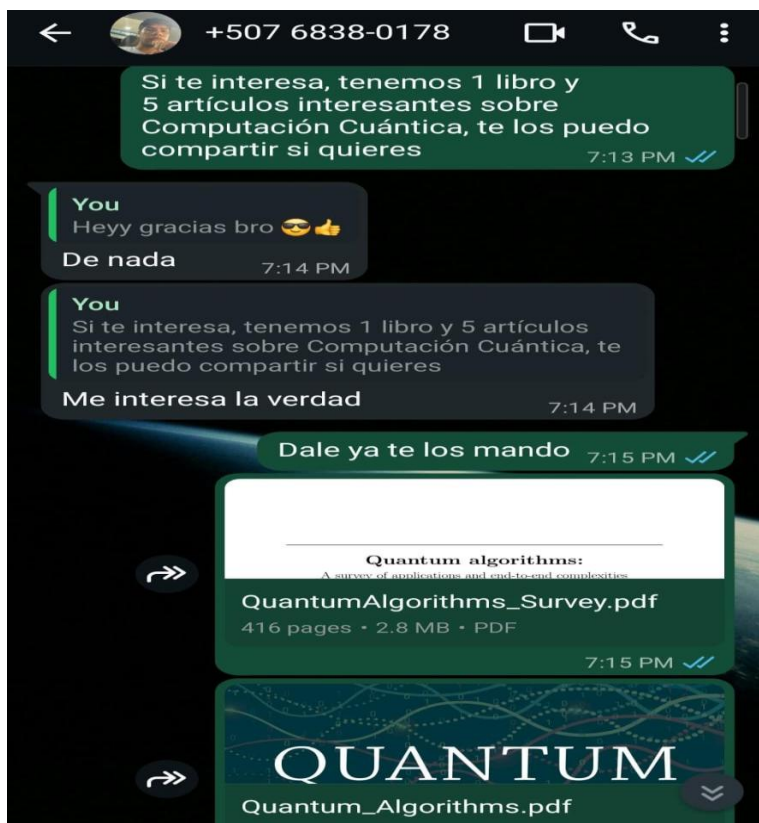 +507 6838-0178
Si te interesa, tenemos 1 libro y
5 artículos interesantes sobre
Computación Cuántica, te los puedo
compartir si quieres
7:13 PM
You
Heyy gracias bro 😎👍
De nada
7:14 PM
You
Si te interesa, tenemos 1 libro y 5 artículos
interesantes sobre Computación Cuántica, te
los puedo compartir si quieres
Me interesa la verdad
7:14 PM
Dale ya te los mando 7:15 PM
Quantum algorithms:
A survey of applications and end-to-end complexities
QuantumAlgorithms_Survey.pdf
416 pages • 2.8 MB • PDF
7:15 PM
QUANTUM
Quantum_Algorithms.pdf